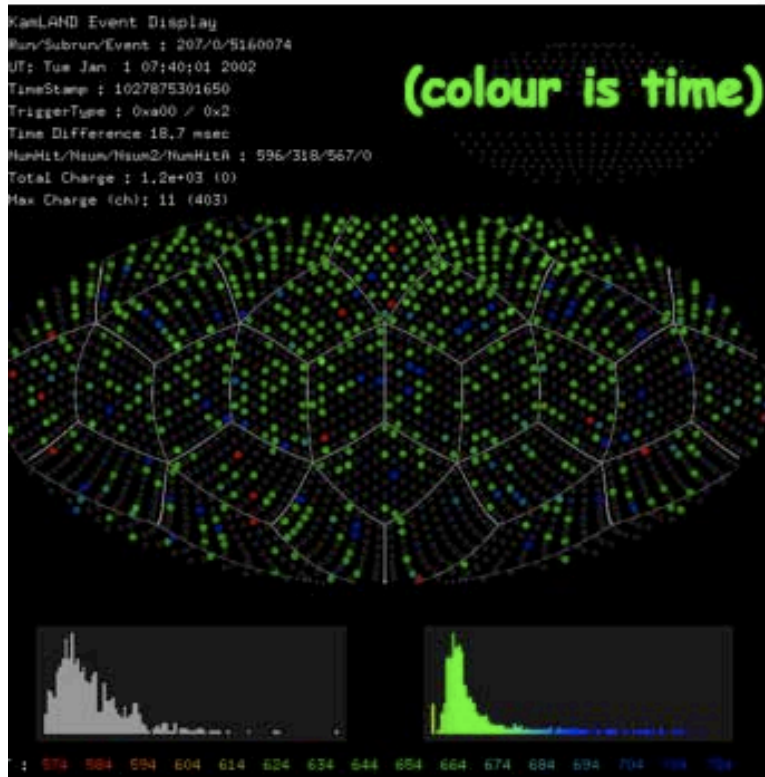 KamLAND Event Display
Run/Subrun/Event : 207/0/5160074
UT: Tue Jan 1 07:40:01 2002
TimeStamp : 1027875301650
TriggerType : 0xa00 / 0x2
Time Difference 18.7 msec
NumHit/Nsum/Nsum2/NumHitA : 596/318/567/0
Total Charge : 1.2e+03 (0)
Max Charge (ch): 11 (403)
(colour is time)
: 574 584 594 604 614 624 634 644 654 664 674 684 694 704